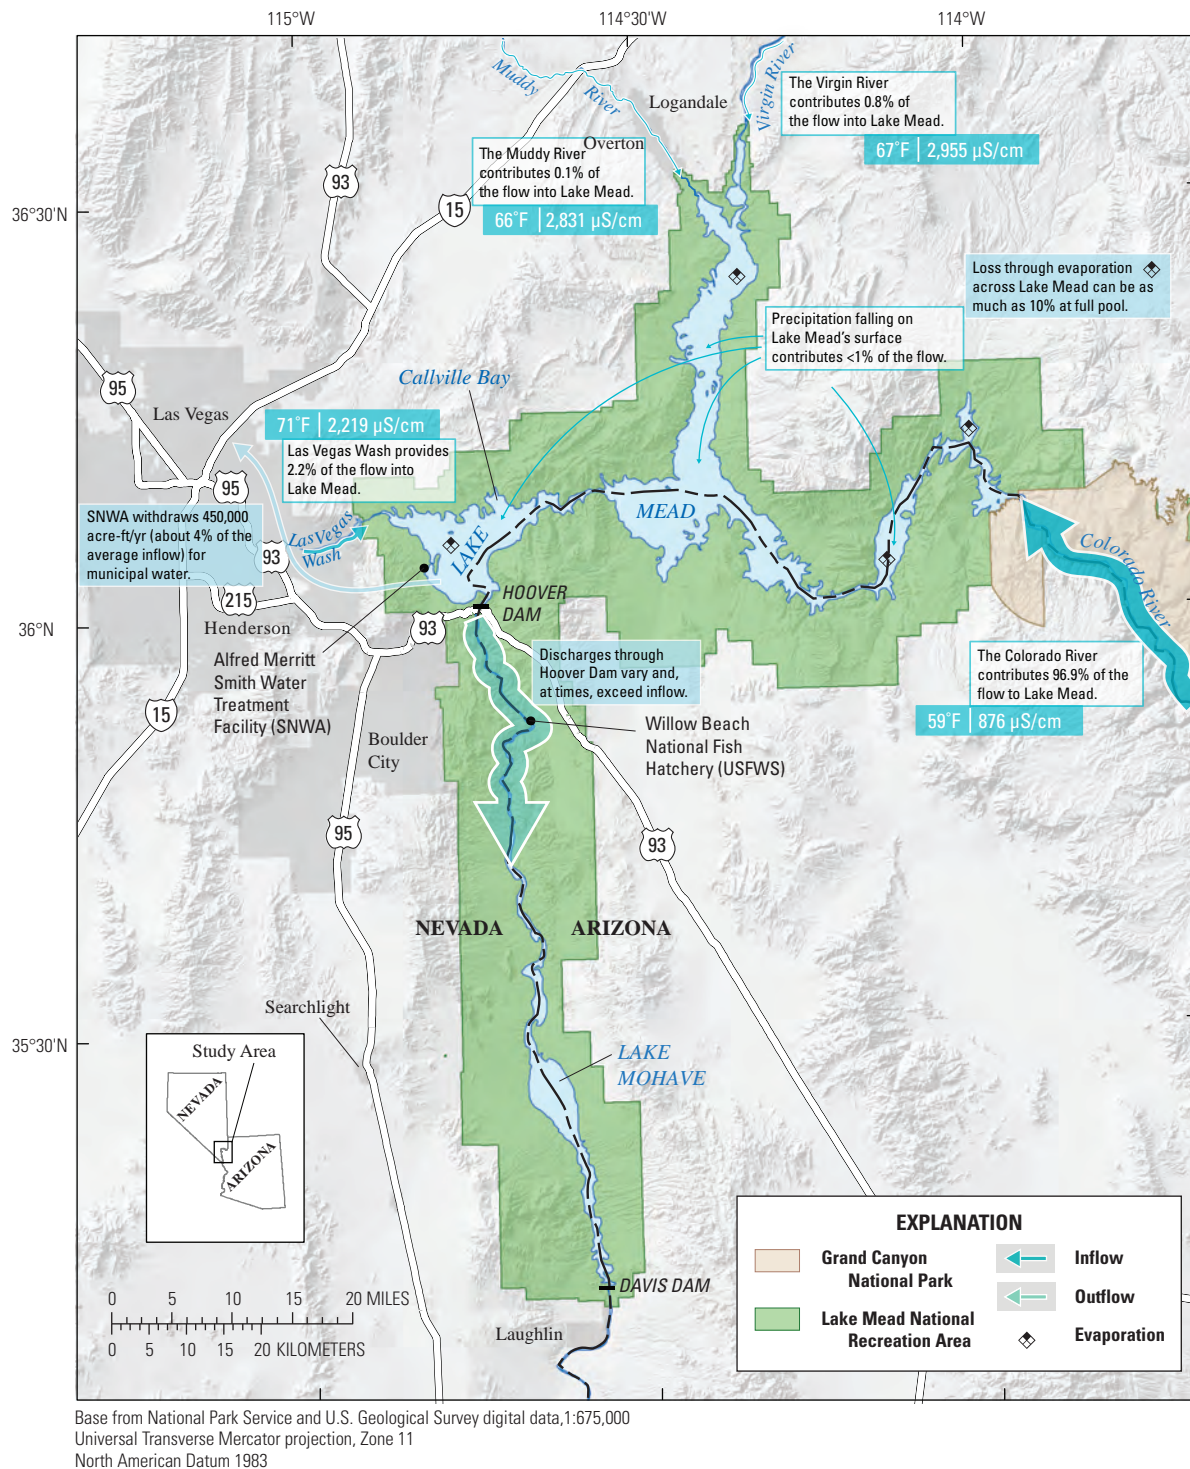 115°W
114°30'W
114°W
Muddy
River
Logandale
Virgin River
The Virgin River
contributes 0.8% of
the flow into Lake Mead.
67°F | 2,955 µS/cm
Overton
The Muddy River
contributes 0.1% of
the flow into Lake Mead.
66°F | 2,831 µS/cm
93
15
36°30'N
Loss through evaporation
across Lake Mead can be as
much as 10% at full pool.
Precipitation falling on
Lake Mead's surface
contributes <1% of the flow.
95
Callville Bay
Las Vegas
71°F | 2,219 µS/cm
Las Vegas Wash provides
2.2% of the flow into
Lake Mead.
95
SNWA withdraws 450,000
acre-ft/yr (about 4% of the
average inflow) for
municipal water.
Las Vegas
Wash
LAKE
MEAD
93
215
Colorado River
HOOVER
DAM
36°N
Henderson
93
Alfred Merritt
Smith Water
Treatment
Facility (SNWA)
Discharges through
Hoover Dam vary and,
at times, exceed inflow.
The Colorado River
contributes 96.9% of the
flow to Lake Mead.
59°F | 876 µS/cm
15
Boulder
City
Willow Beach
National Fish
Hatchery (USFWS)
95
93
NEVADA
ARIZONA
Searchlight
35°30'N
Study Area
NEVADA
ARIZONA
LAKE
MOHAVE
DAVIS DAM
Laughlin
0 5 10 15 20 MILES
0 5 10 15 20 KILOMETERS
EXPLANATION
Grand Canyon
National Park
Lake Mead National
Recreation Area
Inflow
Outflow
Evaporation
Base from National Park Service and U.S. Geological Survey digital data,1:675,000
Universal Transverse Mercator projection, Zone 11
North American Datum 1983